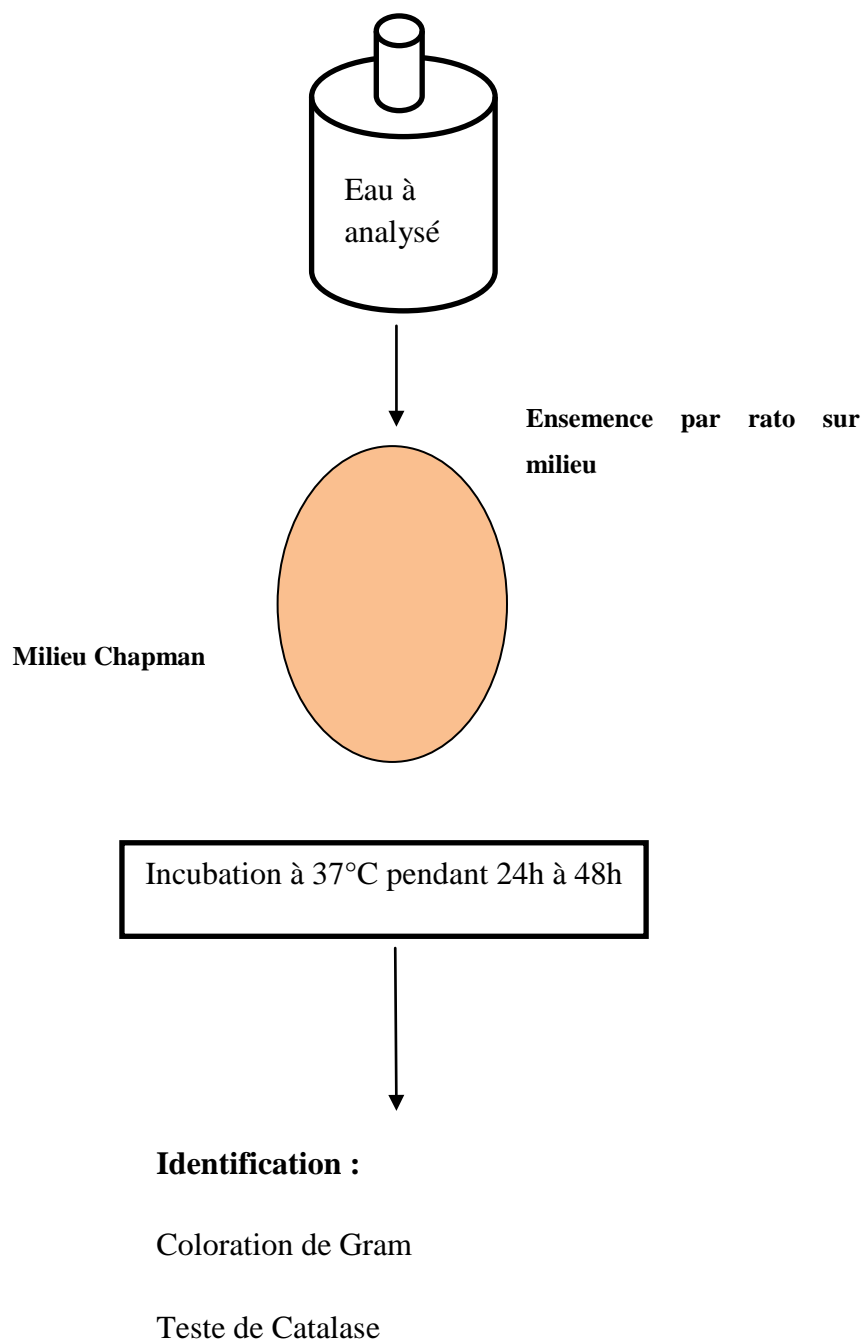 Eau à
analysé
Ensemence par rato sur
milieu
Milieu Chapman
Incubation à 37°C pendant 24h à 48h
Identification :
Coloration de Gram
Teste de Catalase